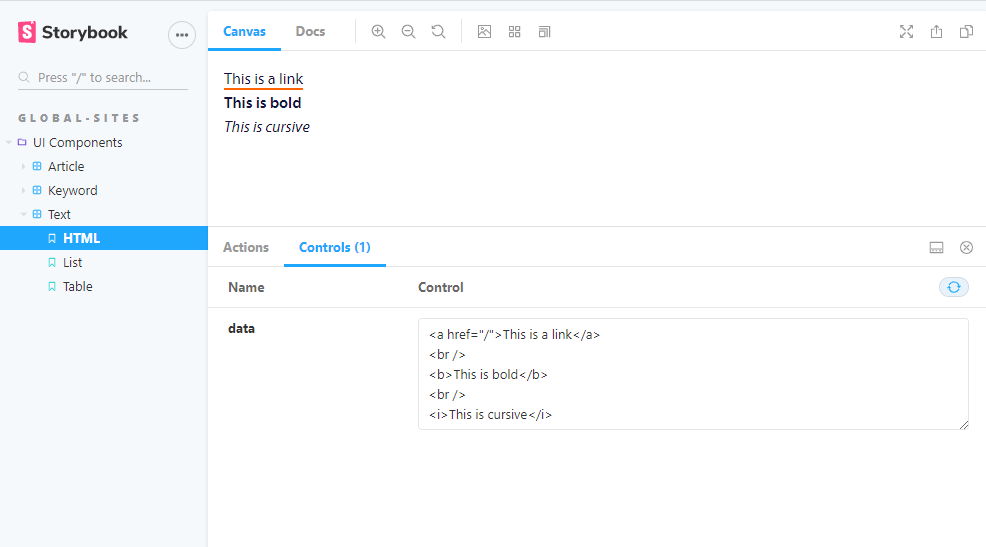 Storybook
Press "/" to search...
GLOBAL-SITES
UI Components
Article
Keyword
Text
HTML
List
Table
Canvas Docs
This is a link
This is bold
This is cursive
Actions Controls (1)
Name Control
data
<a href="/">This is a link</a>
<br />
<b>This is bold</b>
<br />
<i>This is cursive</i>